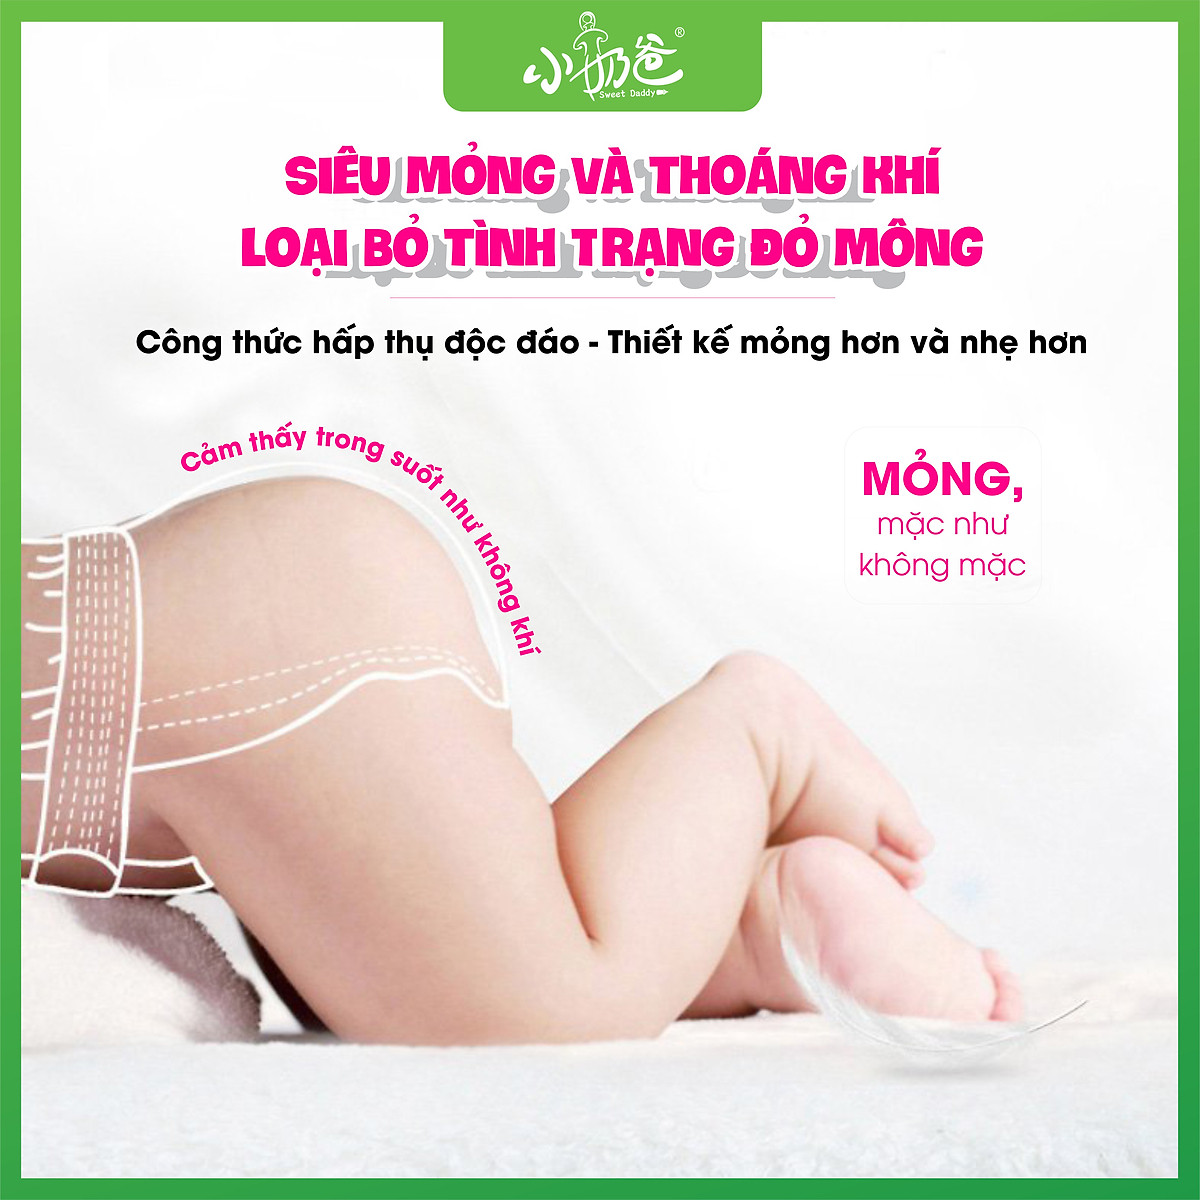 小奶爸®
Sweet Daddy
SIÊU MỎNG VÀ THOÁNG KHÍ
LOẠI BỎ TÌNH TRẠNG ĐỎ MÔNG
Công thức hấp thụ độc đáo - Thiết kế mỏng hơn và nhẹ hơn
Cảm thấy trong suốt như không khí
MỎNG,
mặc như
không mặc